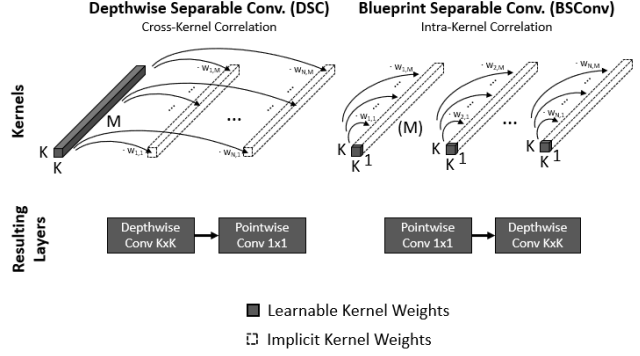 Depthwise Separable Conv. (DSC)
Cross-Kernel Correlation
Blueprint Separable Conv. (BSConv)
Intra-Kernel Correlation
Kernels
M
K
K
· w1,M
· w1,1
...
...
...
· wN,M
· wN,1
(M)
K
K
1
· w1,M
· w1,1
...
K
K
1
· w2,M
· w2,1
...
...
K
K
1
· wN,M
· wN,1
...
Resulting
Layers
Depthwise
Conv KxK
Pointwise
Conv 1x1
Pointwise
Conv 1x1
Depthwise
Conv KxK
Learnable Kernel Weights
Implicit Kernel Weights